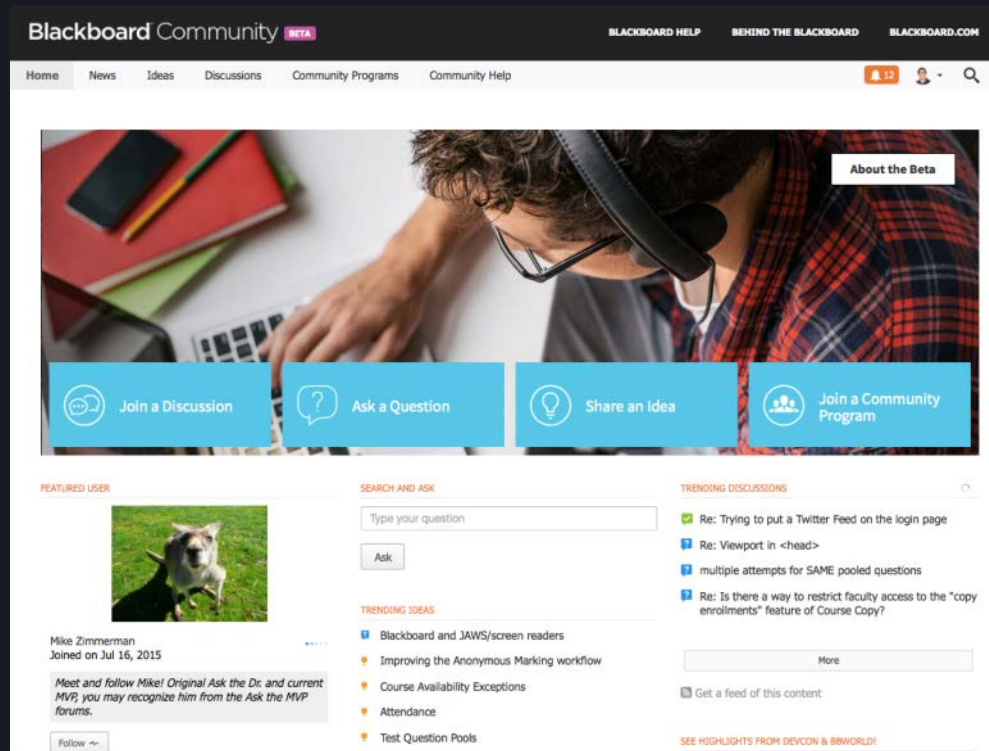 Blackboard Community BETA
BLACKBOARD HELP BEHIND THE BLACKBOARD BLACKBOARD.COM
Home News Ideas Discussions Community Programs Community Help 12
About the Beta
Join a Discussion
Ask a Question
Share an Idea
Join a Community
Program
FEATURED USER
Mike Zimmerman
Joined on Jul 16, 2015
Meet and follow Mike! Original Ask the Dr. and current
MVP, you may recognize him from the Ask the MVP
forums.
Follow
SEARCH AND ASK
Type your question
Ask
TRENDING IDEAS
Blackboard and JAWS/screen readers
Improving the Anonymous Marking workflow
Course Availability Exceptions
Attendance
Test Question Pools
TRENDING DISCUSSIONS
Re: Trying to put a Twitter Feed on the login page
Re: Viewport in <head>
multiple attempts for SAME pooled questions
Re: Is there a way to restrict faculty access to the "copy
enrollments" feature of Course Copy?
More
Get a feed of this content
SEE HIGHLIGHTS FROM DEVCON & BBWORLD!